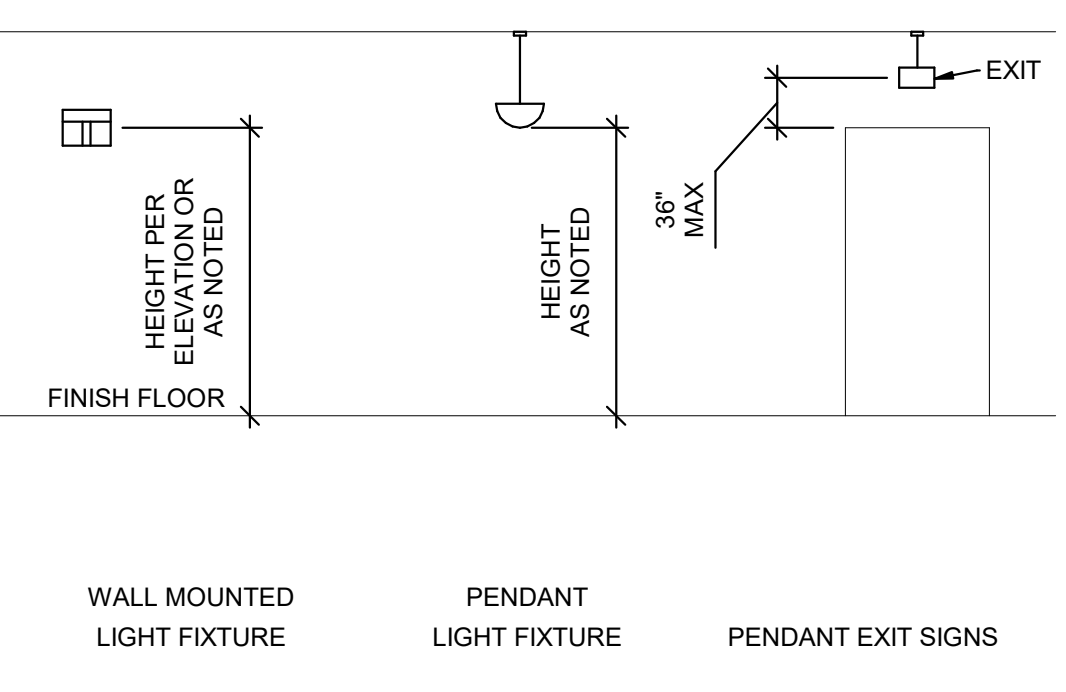 EXIT
36"
MAX
HEIGHT PER
ELEVATION OR
AS NOTED
HEIGHT
AS NOTED
FINISH FLOOR
WALL MOUNTED
LIGHT FIXTURE
PENDANT
LIGHT FIXTURE
PENDANT EXIT SIGNS